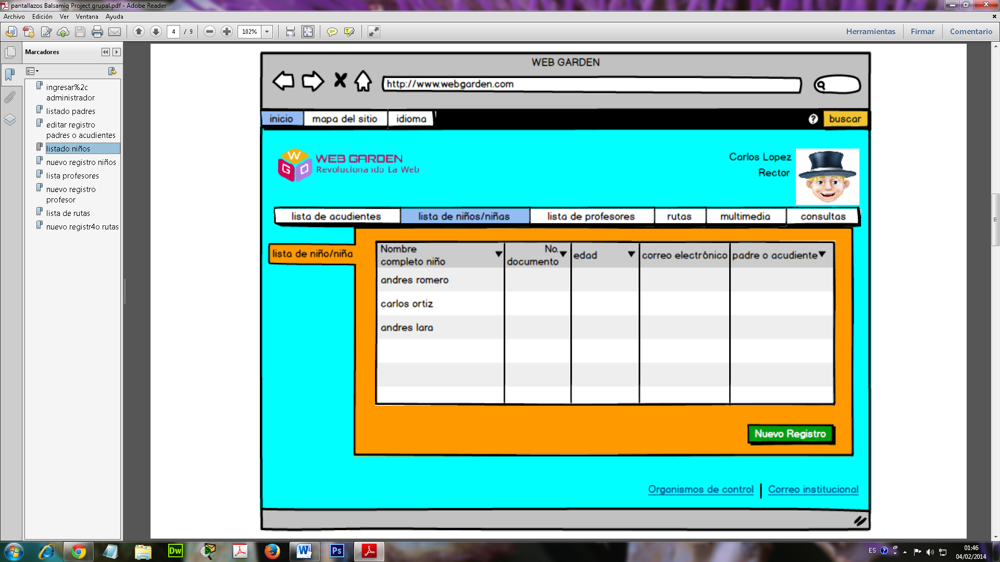 pantallazos Balsamiq Project grupal.pdf - Adobe Reader
Archivo Edición Ver Ventana Ayuda
4 / 9 102% Herramientas Firmar Comentario
Marcadores
ingresar%2c
administrador
listado padres
editar registro
padres o acudientes
listado niños
nuevo registro niños
lista profesores
nuevo registro
profesor
lista de rutas
nuevo registr4o rutas
WEB GARDEN
http://www.webgarden.com
inicio mapa del sitio idioma ? buscar
W G D
WEB GARDEN
Revolucionando La Web
Carlos Lopez
Rector
lista de acudientes lista de niños/niñas lista de profesores rutas multimedia consultas
lista de niño/niña
Nombre
completo niño
No.
documento
edad
correo electrónico
padre o acudiente
andres romero
carlos ortiz
andres lara
Nuevo Registro
Organismos de control Correo institucional
Dw W Ps
ES ? 01:46
04/02/2014